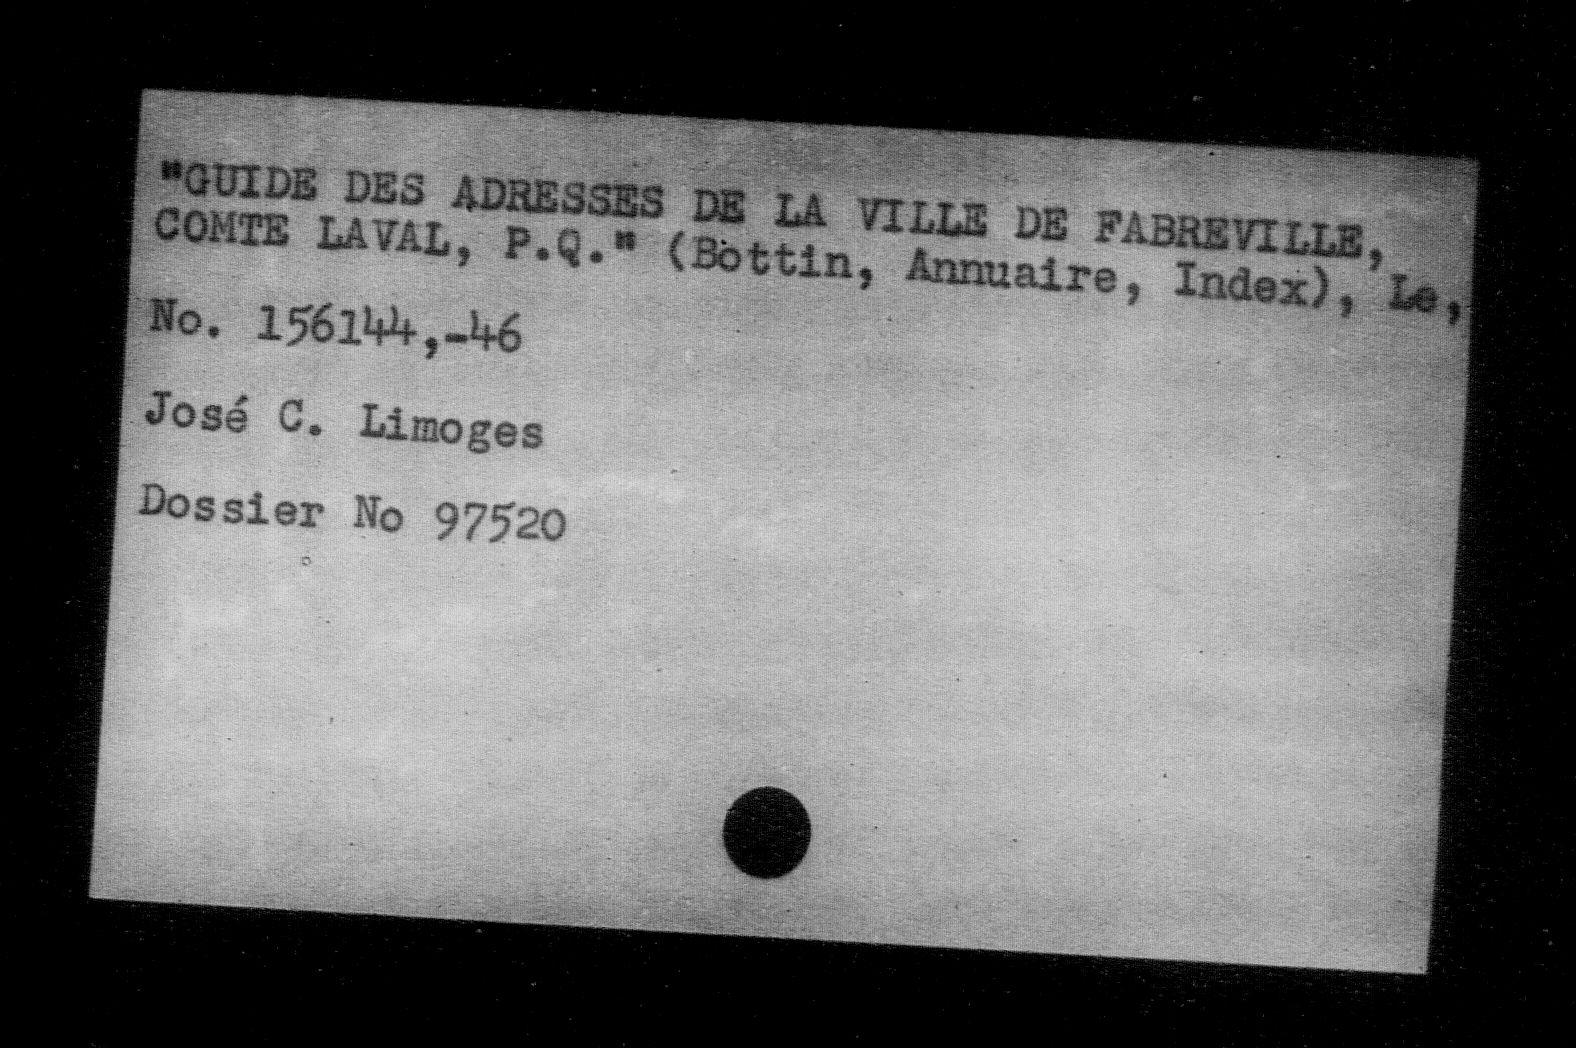 "GUIDE DES ADRESSES DE LA VILLE DE FABREVILLE,
COMTE LAVAL, P.Q." (Bottin, Annuaire, Index), Le,
No. 156144,-46
José C. Limoges
Dossier No 97520